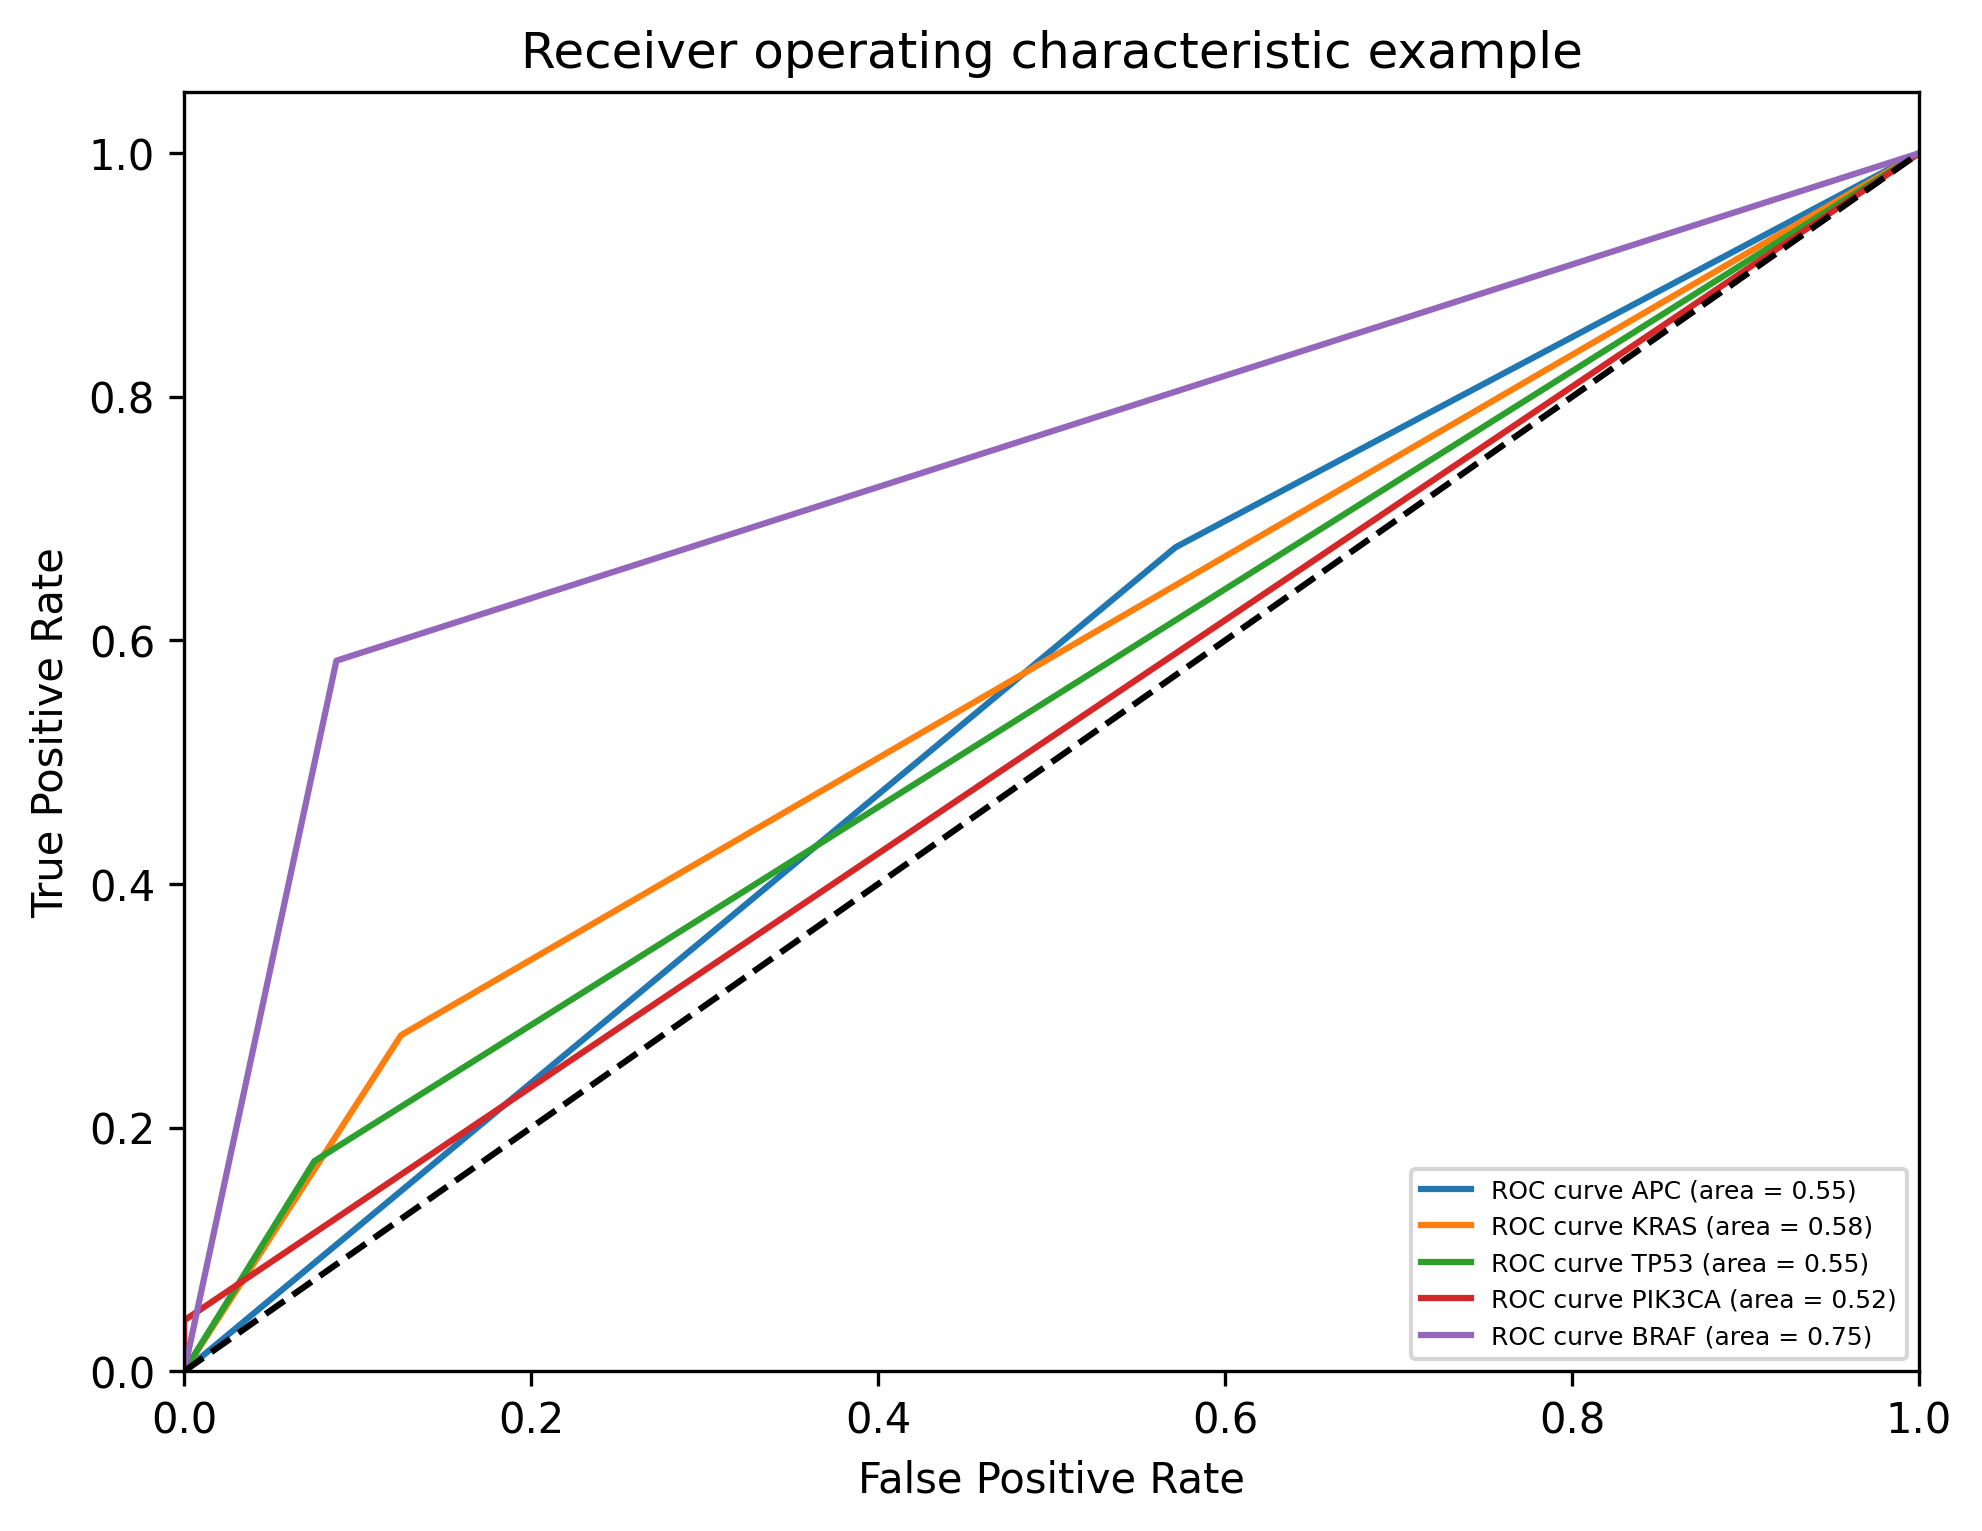 Receiver operating characteristic example
True Positive Rate
1.0
0.8
0.6
0.4
0.2
0.0
ROC curve APC (area = 0.55)
ROC curve KRAS (area = 0.58)
ROC curve TP53 (area = 0.55)
ROC curve PIK3CA (area = 0.52)
ROC curve BRAF (area = 0.75)
0.0 0.2 0.4 0.6 0.8 1.0
False Positive Rate